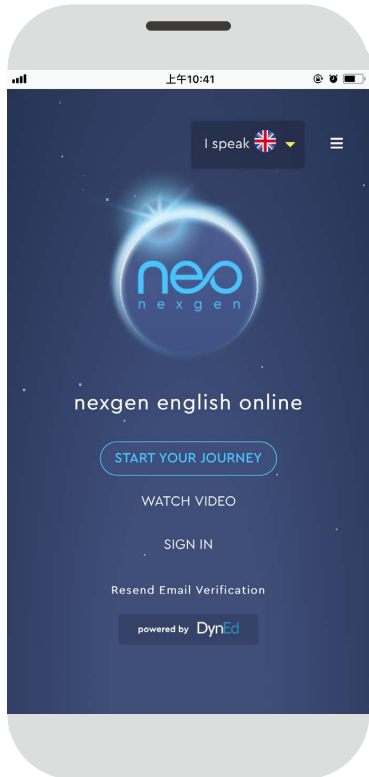 上午10:41
I speak
neo
nexgen
nexgen english online
START YOUR JOURNEY
WATCH VIDEO
SIGN IN
Resend Email Verification
powered by DynEd